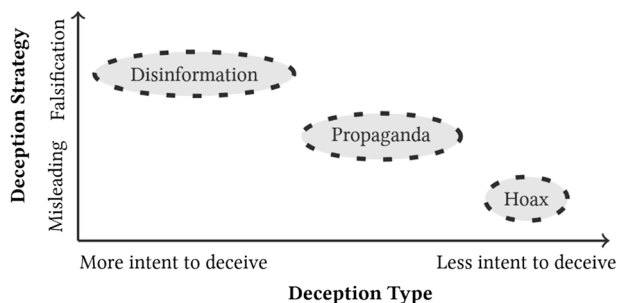 Deception Strategy
Falsification
Misleading
Disinformation
Propaganda
Hoax
More intent to deceive
Less intent to deceive
Deception Type